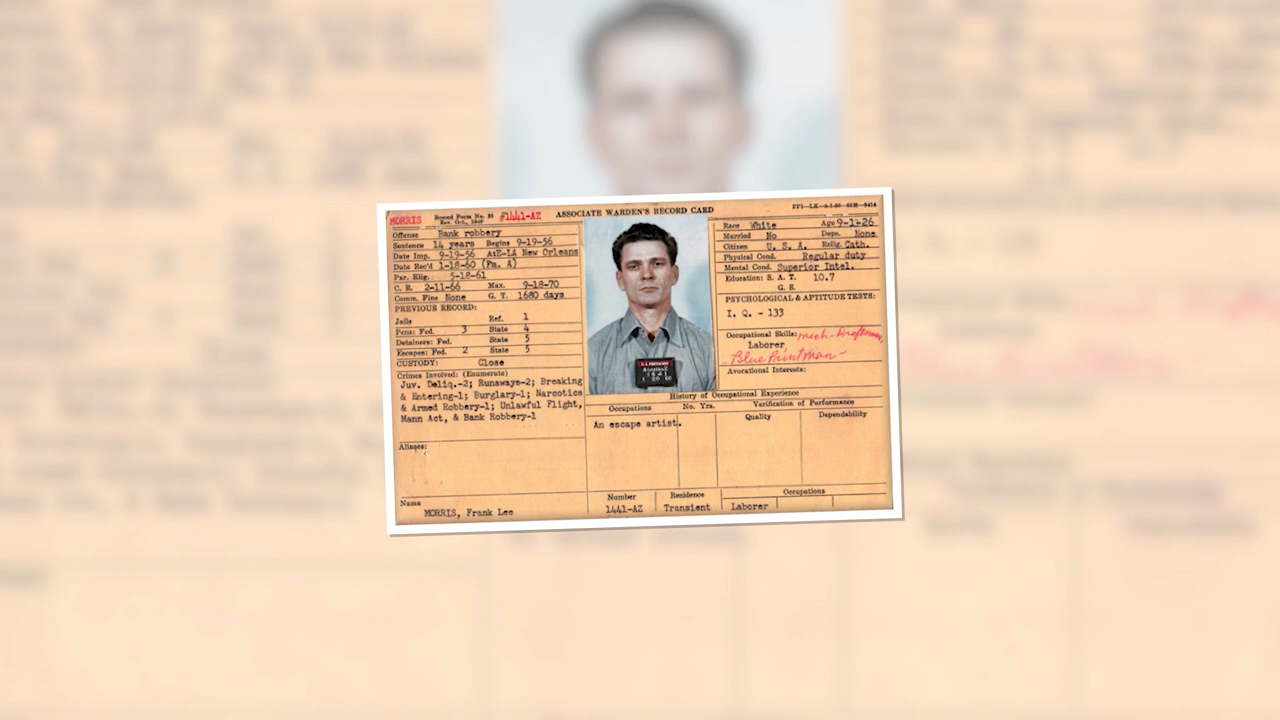 MORRIS Record Form No. 36 #1441-AZ ASSOCIATE WARDEN'S RECORD CARD
Rev. Oct., 1940
Offense Bank robbery
Sentence 14 years Begins 9-19-56
Date Imp. 9-19-56 At E-LA New Orleans
Date Rec'd 1-18-60 (Fm. A)
Par. Elig. 5-18-61
C. R. 2-11-66 Max. 9-18-70
Comm. Fine None G. T. 1680 days
PREVIOUS RECORD:
Jails Ref. 1
Pens: Fed. 3 State 4
Detainers: Fed. State 5
Escapes: Fed. 2 State 5
CUSTODY: Close
Crimes Involved: (Enumerate)
Juv. Deliq.-2; Runaways-2; Breaking
& Entering-1; Burglary-1; Narcotics
& Armed Robbery-1; Unlawful Flight,
Mann Act, & Bank Robbery-1
Aliases:
Name
MORRIS, Frank Lee
1441
Race White Age 9-1-26
Married No Deps. None
Citizen U. S. A. Relig. Cath.
Physical Cond. Regular duty
Mental Cond. Superior Intel.
Education: S. A. T. 10.7
G. S.
PSYCHOLOGICAL & APTITUDE TESTS:
I. Q. - 133
Occupational Skills: mech. Draftsman,
Laborer
- Blue Printman -
Avocational Interests:
History of Occupational Experience
Occupations No. Yrs. Verification of Performance
Quality Dependability
An escape artist.
Number Residence Occupations
1441-AZ Transient Laborer